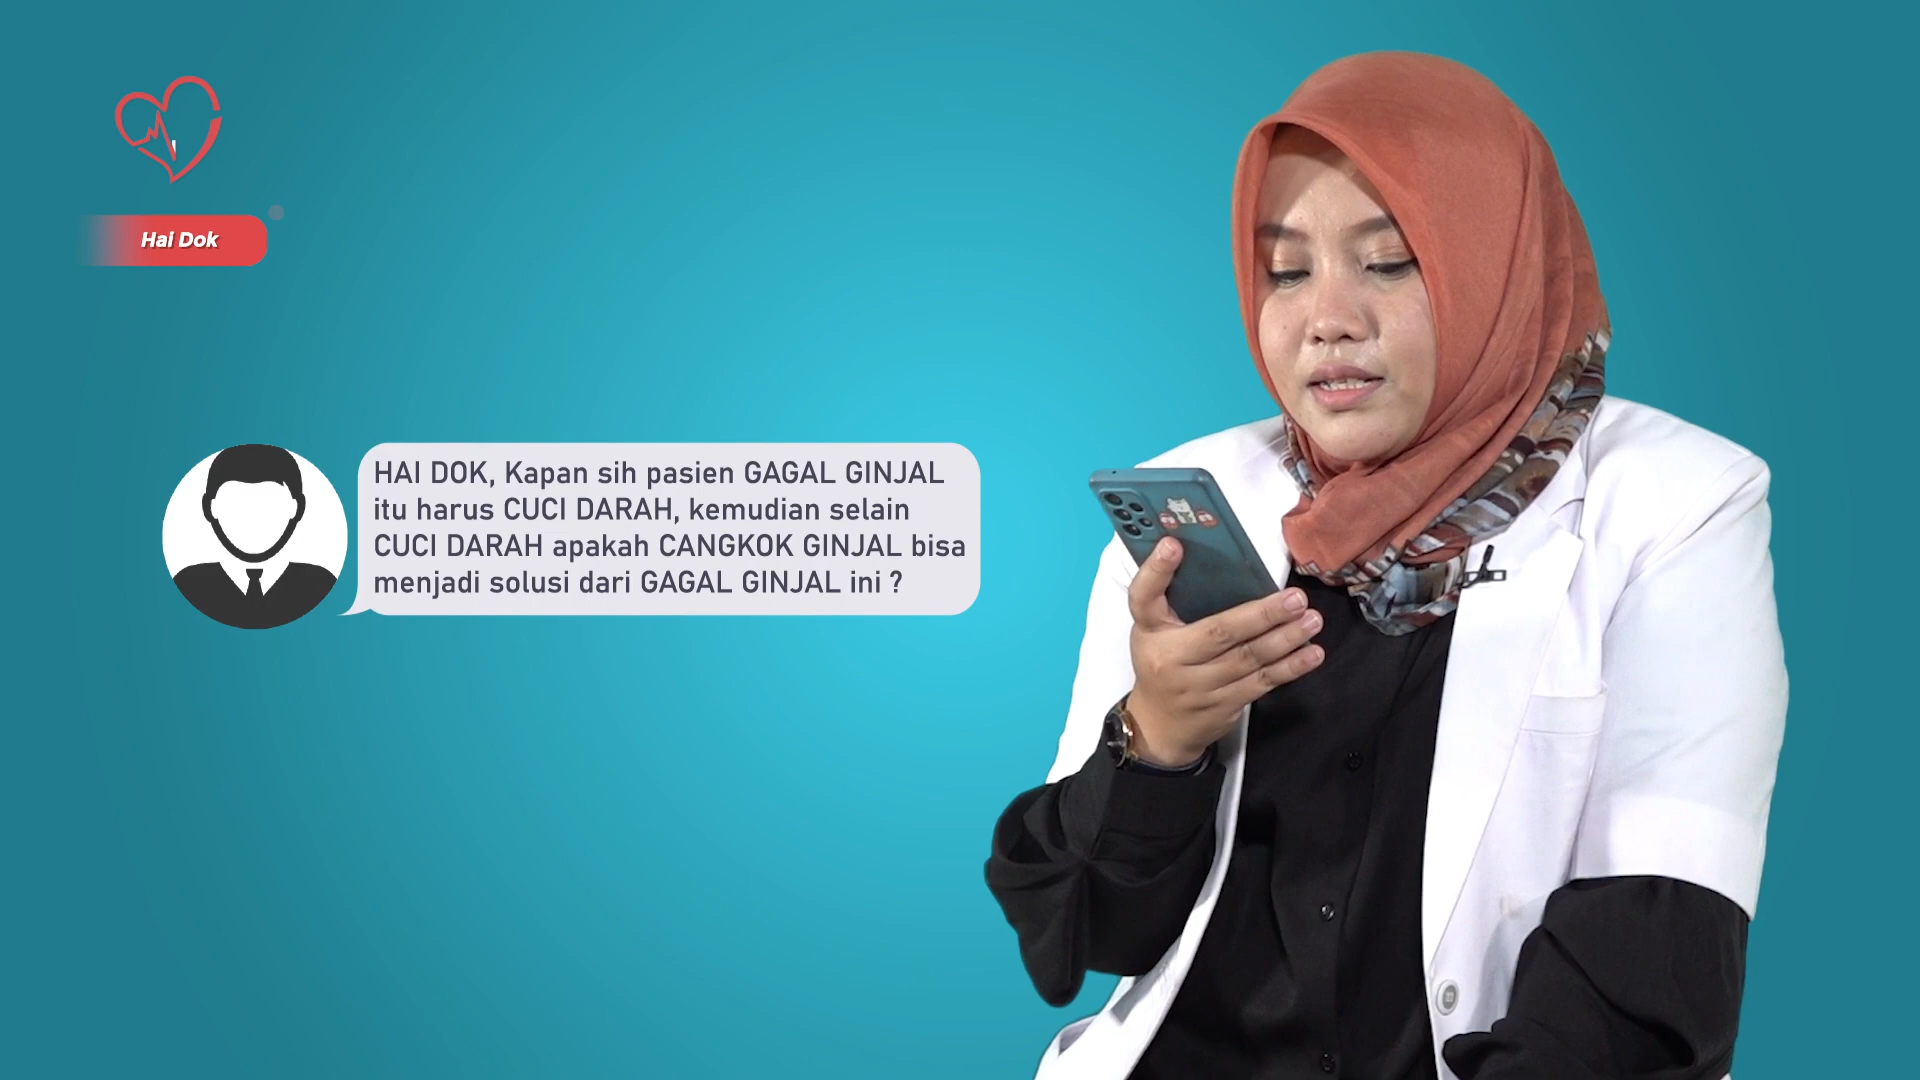 Hai Dok
HAI DOK, Kapan sih pasien GAGAL GINJAL
itu harus CUCI DARAH, kemudian selain
CUCI DARAH apakah CANGKOK GINJAL bisa
menjadi solusi dari GAGAL GINJAL ini ?